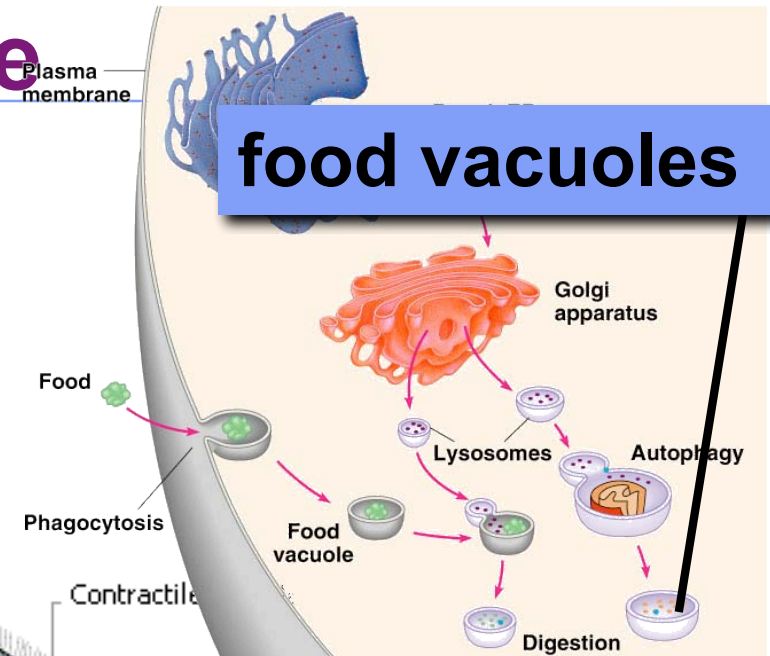 e
Plasma
membrane
food vacuoles
Golgi
apparatus
Food
Lysosomes
Autophagy
Phagocytosis
Food
vacuole
Contractile
Digestion